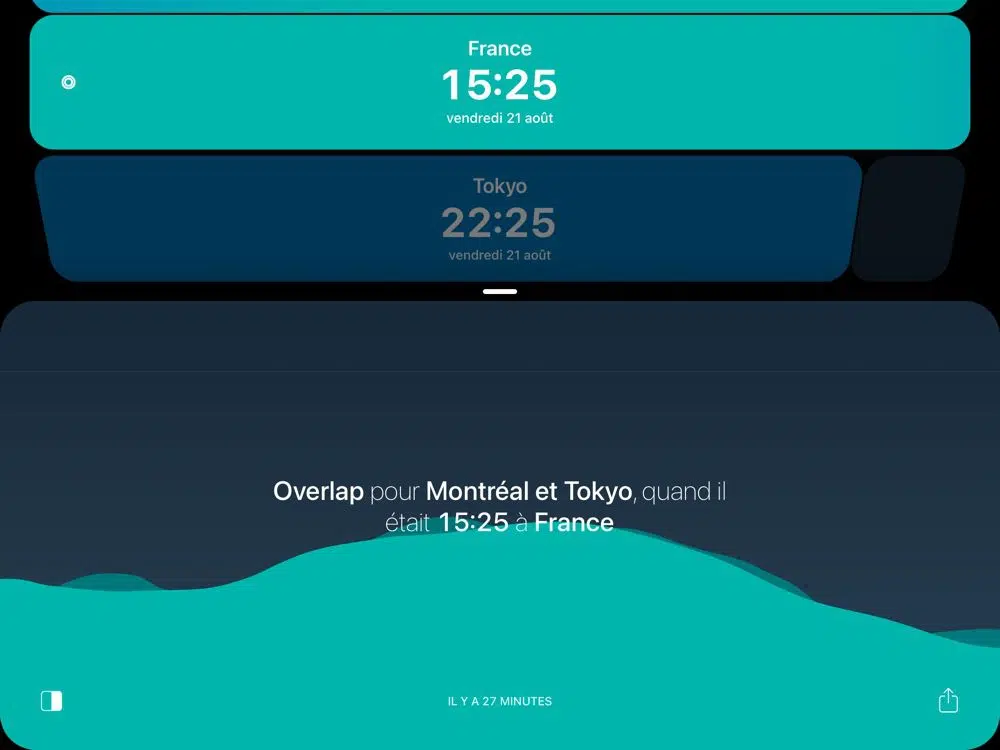 France
15:25
vendredi 21 août
Tokyo
22:25
vendredi 21 août
Overlap pour Montréal et Tokyo, quand il
était 15:25 à France
IL Y A 27 MINUTES